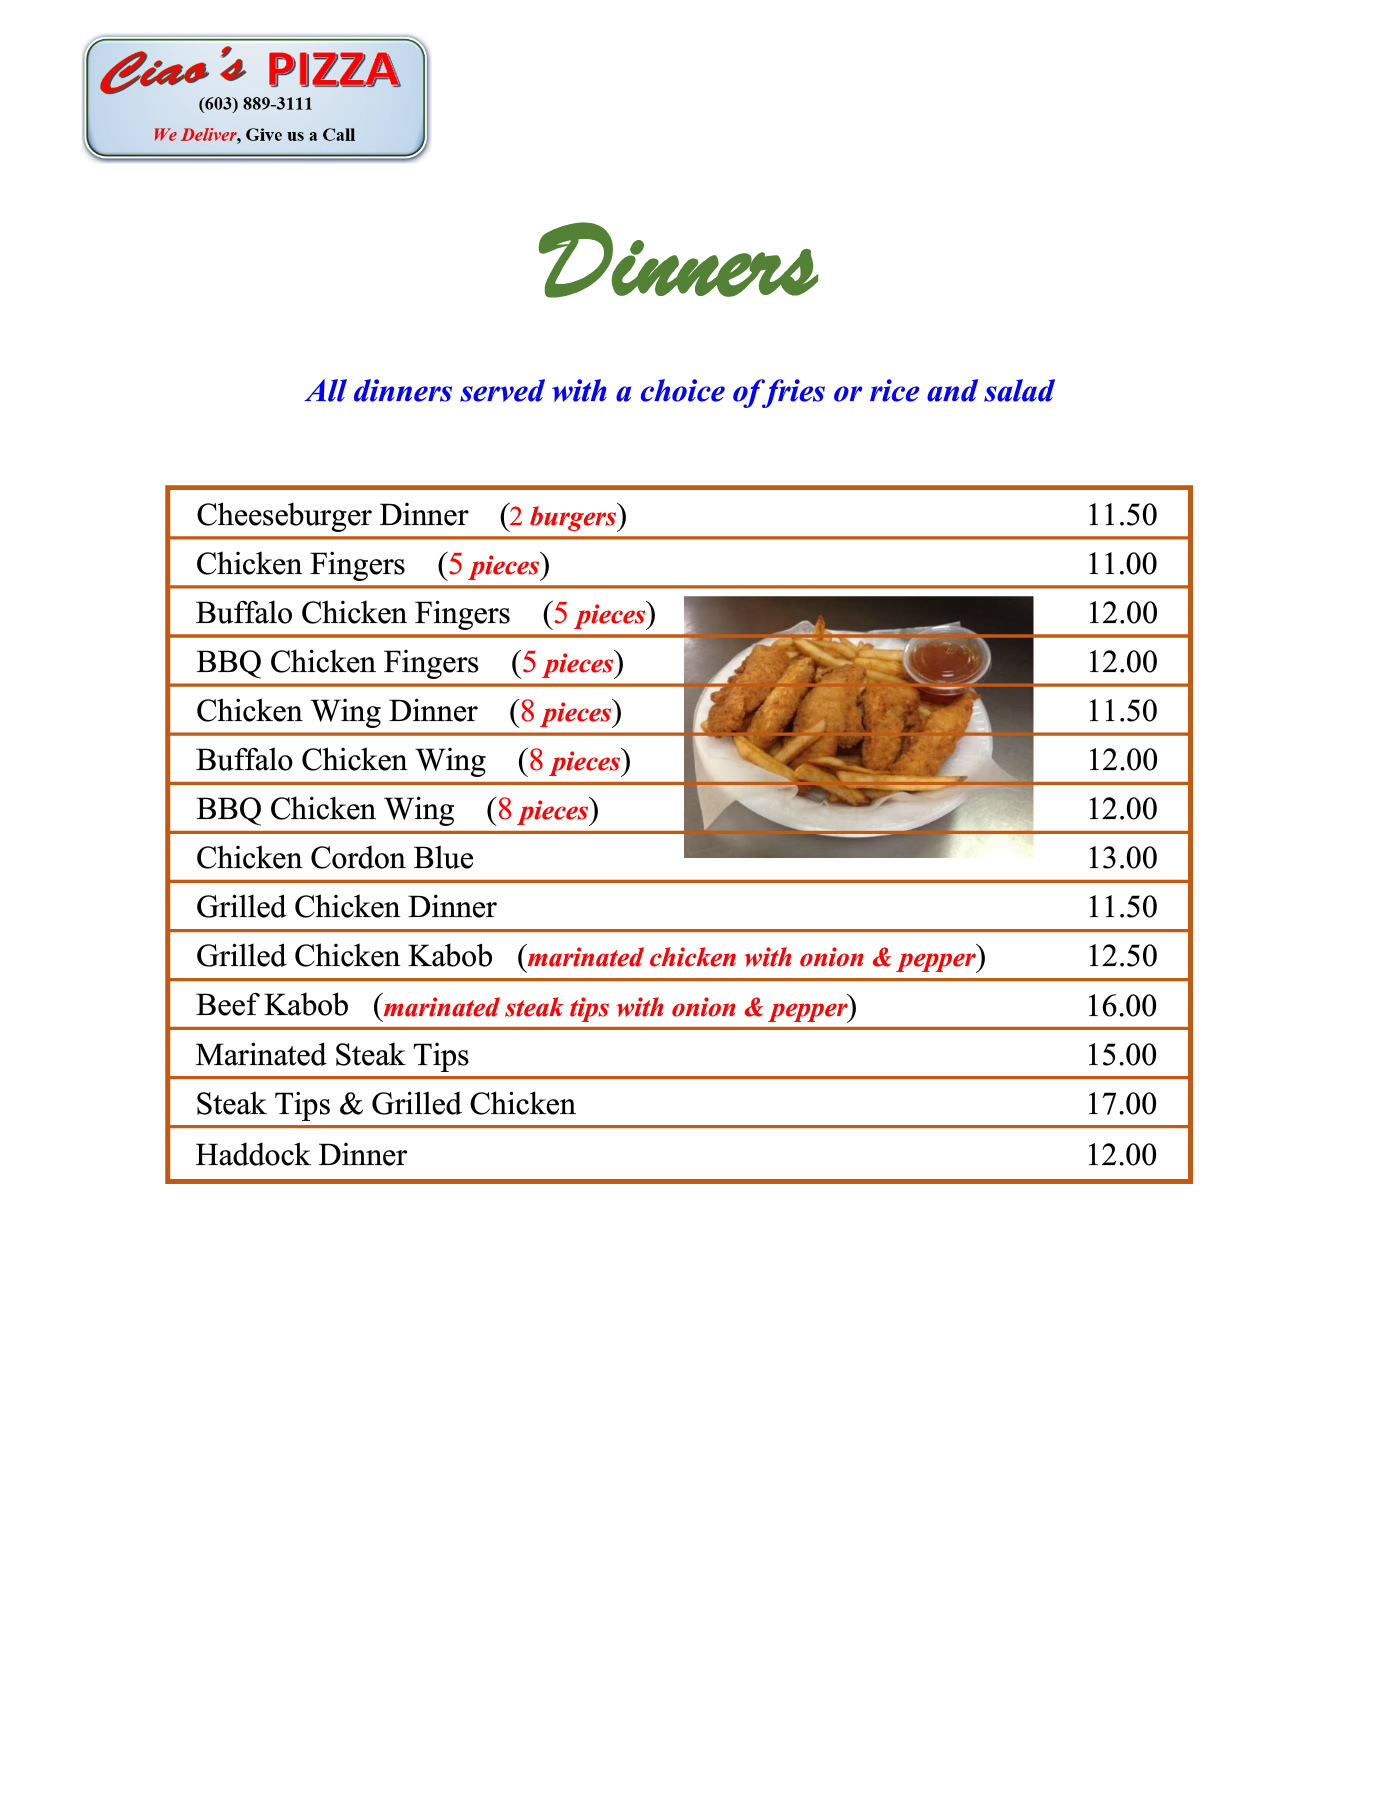 Ciao's PIZZA
(603) 889-3111
We Deliver, Give us a Call
Dinners
All dinners served with a choice of fries or rice and salad
Cheeseburger Dinner (2 burgers) 11.50
Chicken Fingers (5 pieces) 11.00
Buffalo Chicken Fingers (5 pieces) 12.00
BBQ Chicken Fingers (5 pieces) 12.00
Chicken Wing Dinner (8 pieces) 11.50
Buffalo Chicken Wing (8 pieces) 12.00
BBQ Chicken Wing (8 pieces) 12.00
Chicken Cordon Blue 13.00
Grilled Chicken Dinner 11.50
Grilled Chicken Kabob (marinated chicken with onion & pepper) 12.50
Beef Kabob (marinated steak tips with onion & pepper) 16.00
Marinated Steak Tips 15.00
Steak Tips & Grilled Chicken 17.00
Haddock Dinner 12.00